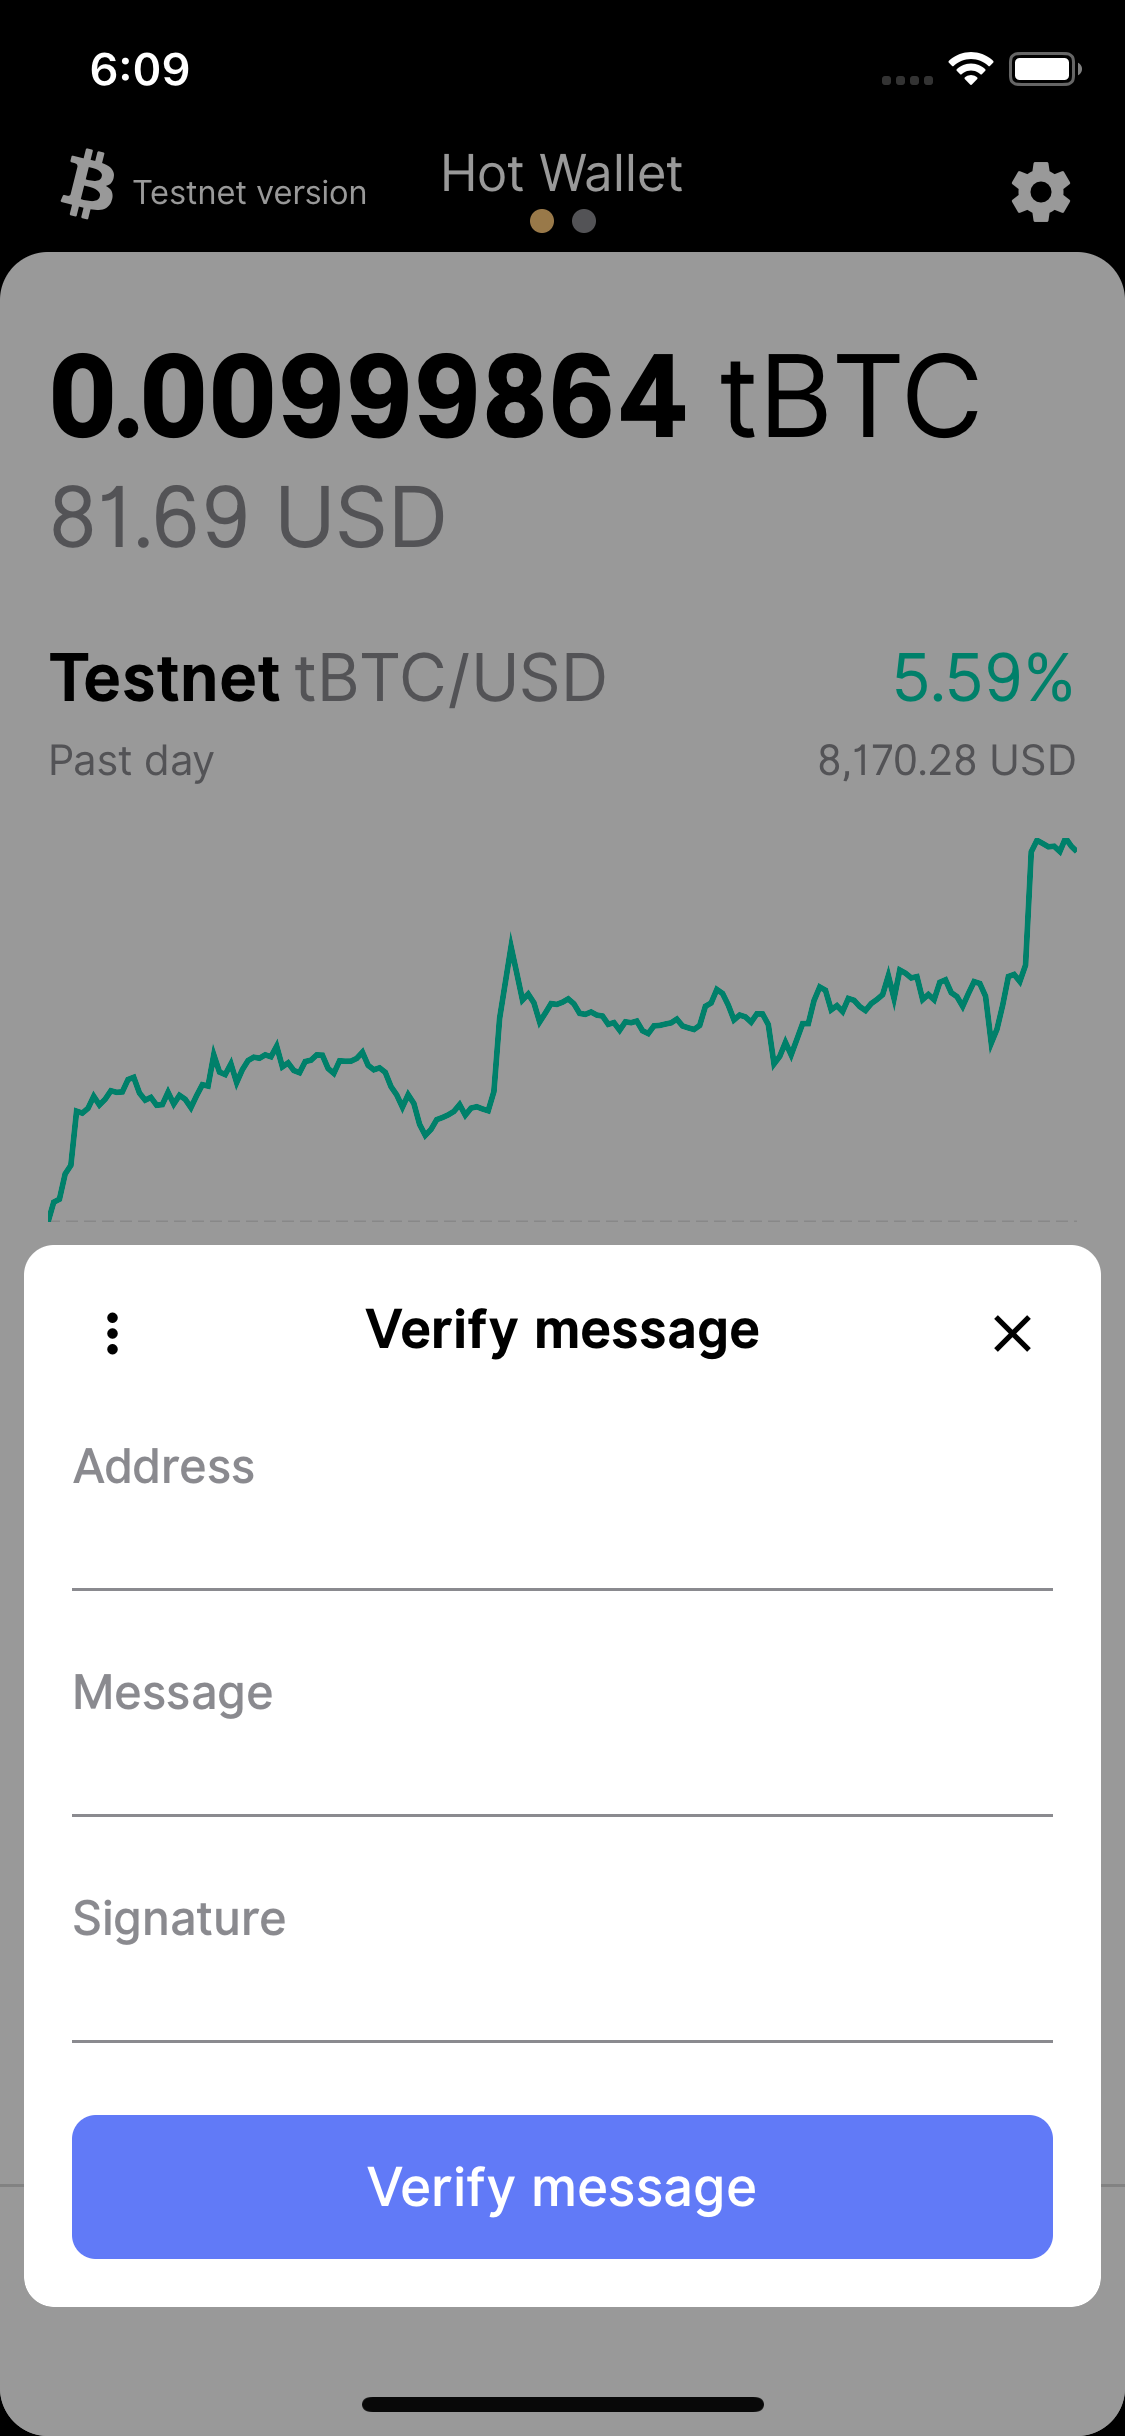 6:09
Testnet version
Hot Wallet
0.00999864 tBTC
81.69 USD
Testnet tBTC/USD 5.59%
Past day 8,170.28 USD
Verify message
Address
Message
Signature
Verify message